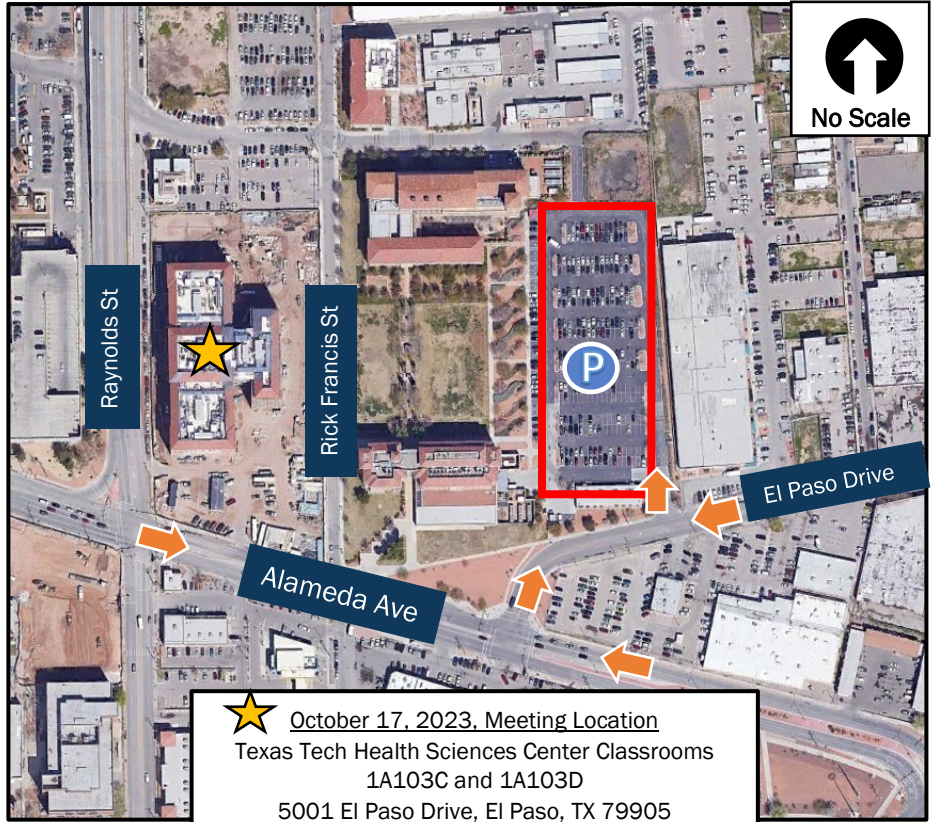 No Scale
Raynolds St
Rick Francis St
P
El Paso Drive
Alameda Ave
October 17, 2023, Meeting Location
Texas Tech Health Sciences Center Classrooms
1A103C and 1A103D
5001 El Paso Drive, El Paso, TX 79905